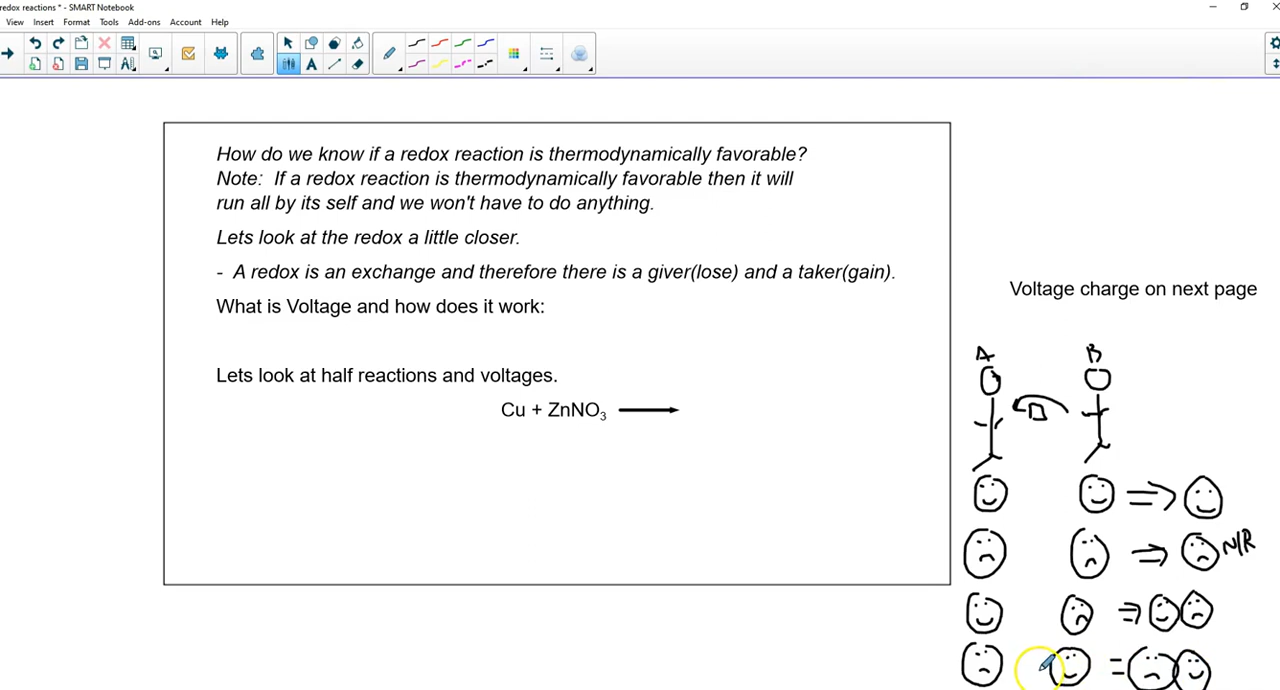 redox reactions * - SMART Notebook
View Insert Format Tools Add-ons Account Help
A
How do we know if a redox reaction is thermodynamically favorable?
Note: If a redox reaction is thermodynamically favorable then it will
run all by its self and we won't have to do anything.
Lets look at the redox a little closer.
- A redox is an exchange and therefore there is a giver(lose) and a taker(gain).
What is Voltage and how does it work:
Lets look at half reactions and voltages.
Cu + ZnNO₃ ⟶
Voltage charge on next page
A B
⇒
⇒ N/R
⇒
=